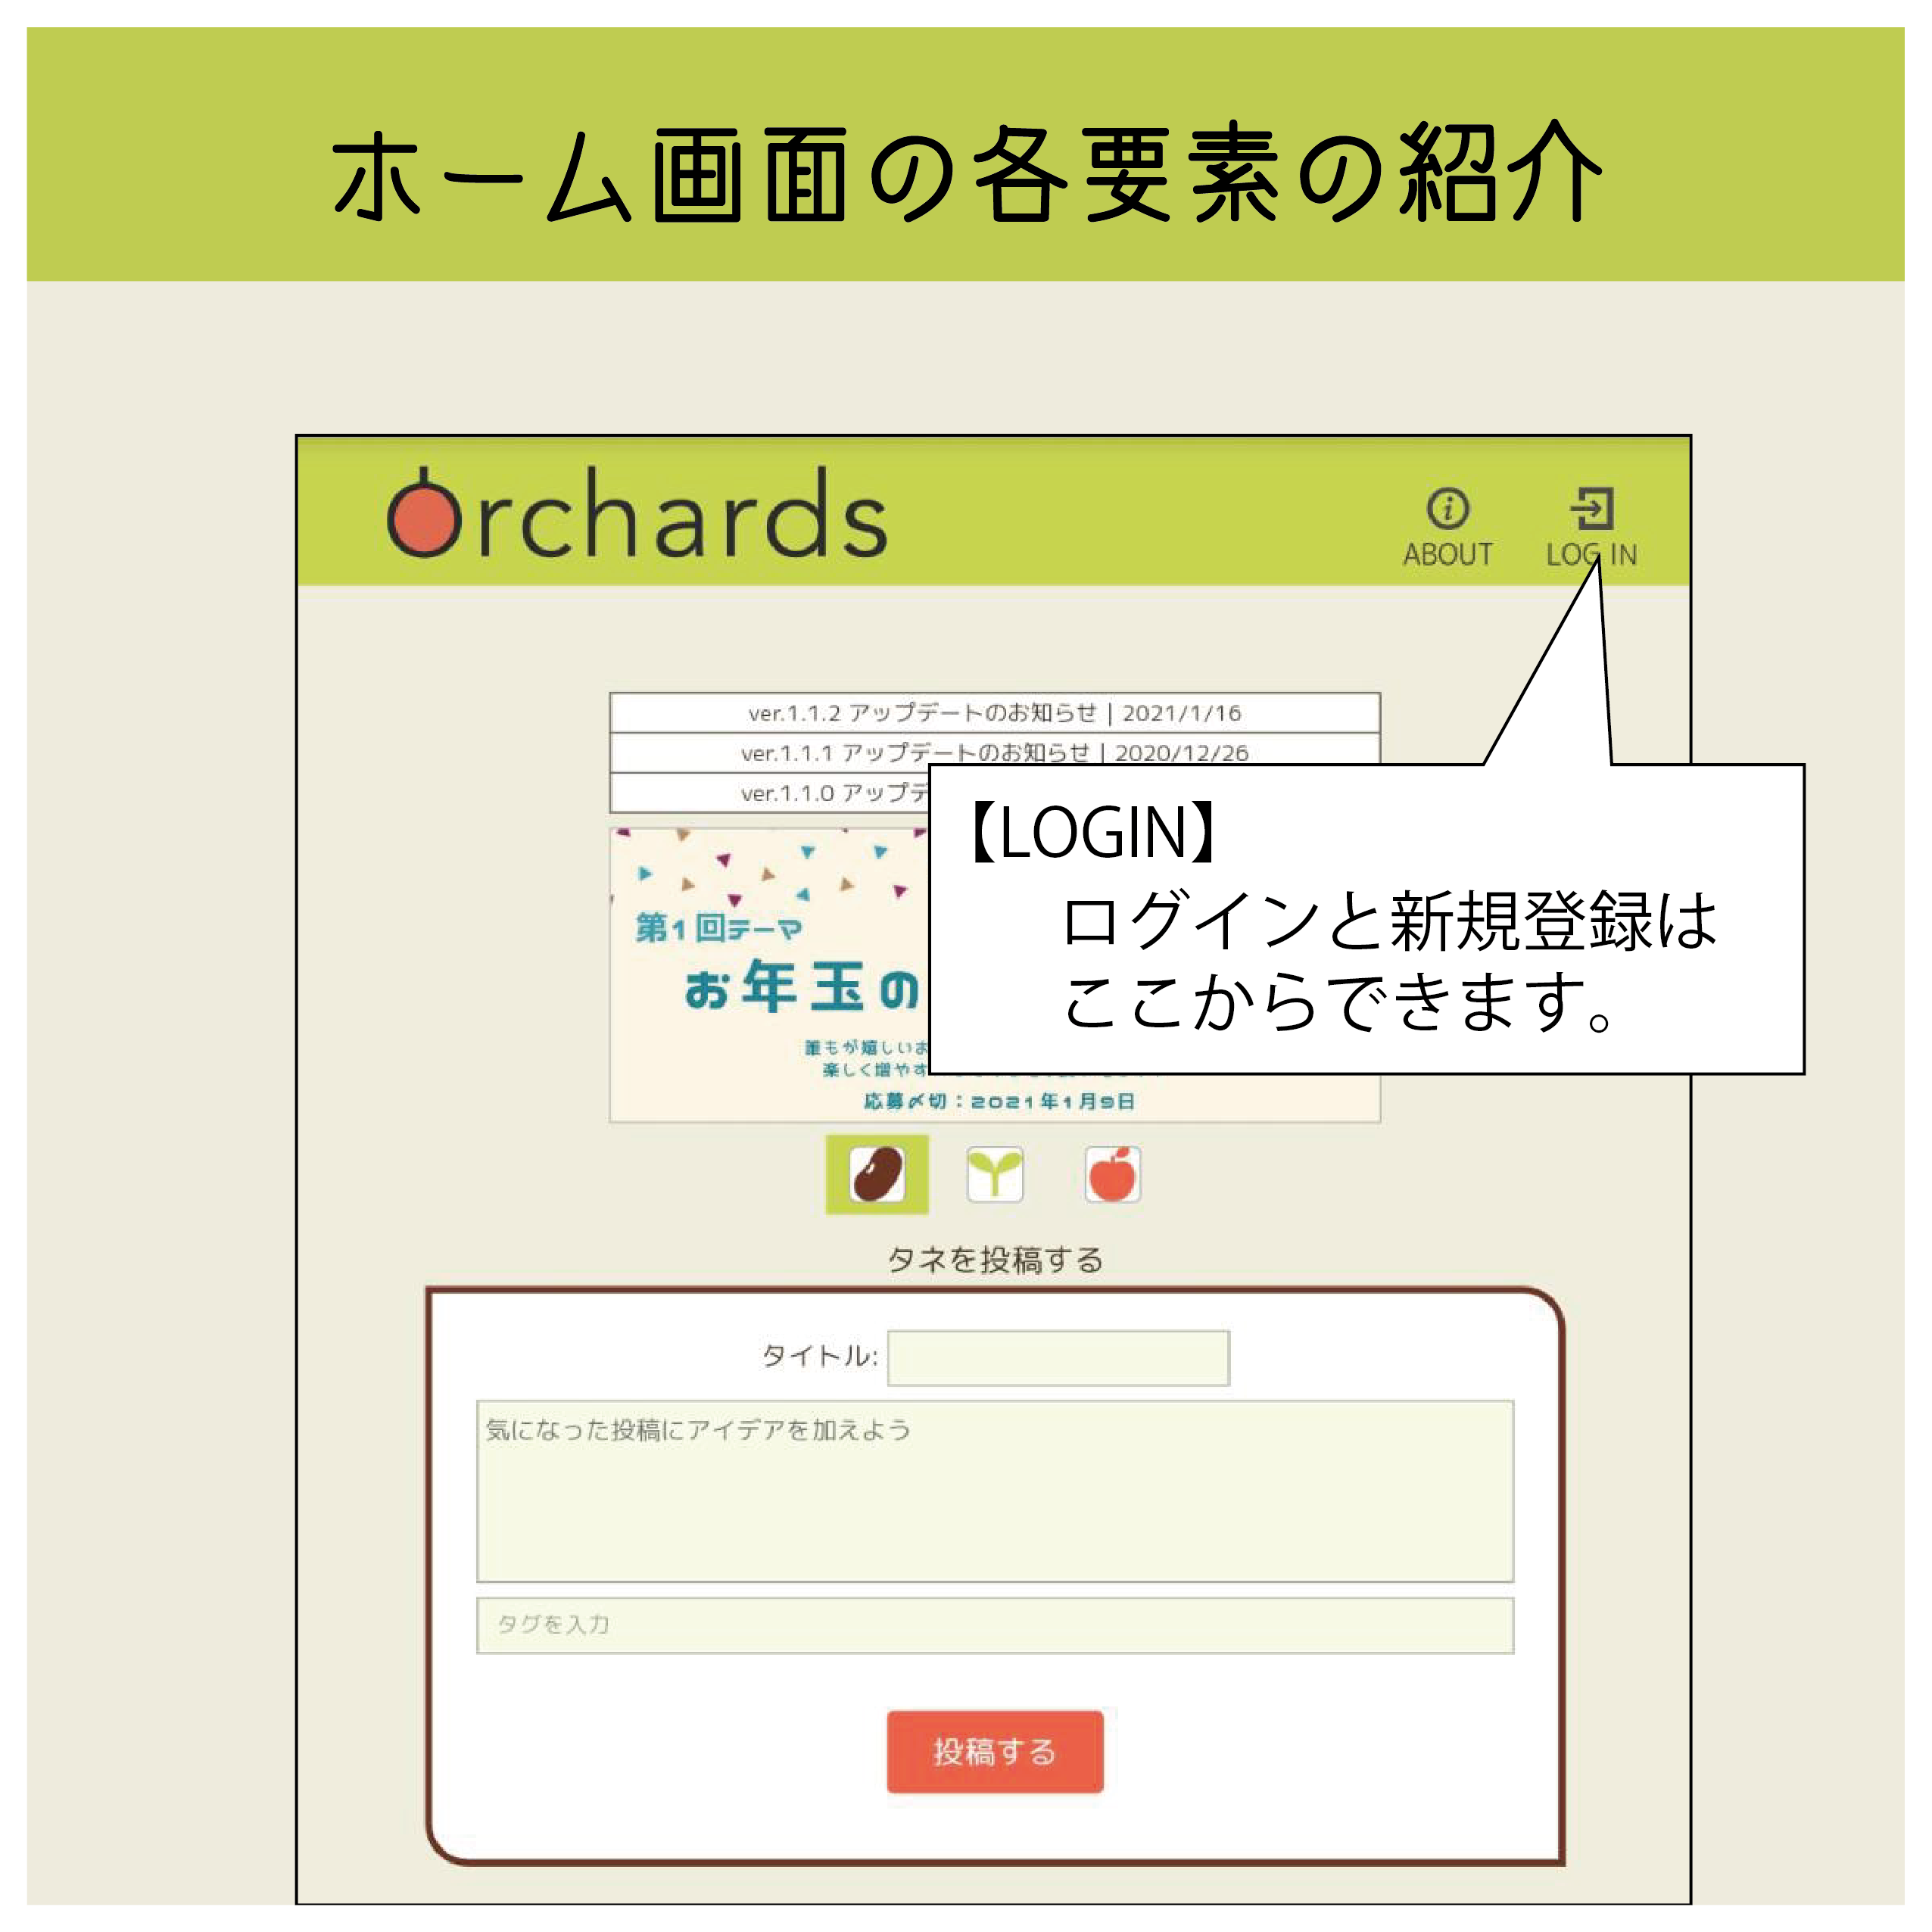 ホーム画面の各要素の紹介
Orchards
ABOUT
LOG IN
ver.1.1.2 アップデートのお知らせ | 2021/1/16
ver.1.1.1 アップデートのお知らせ | 2020/12/26
ver.1.1.0 アップデ
【LOGIN】
ログインと新規登録は
ここからできます。
第1回テーマ
お年玉の
誰もが嬉しいお
楽しく増やす
応募〆切：2021年1月9日
タネを投稿する
タイトル:
気になった投稿にアイデアを加えよう
タグを入力
投稿する